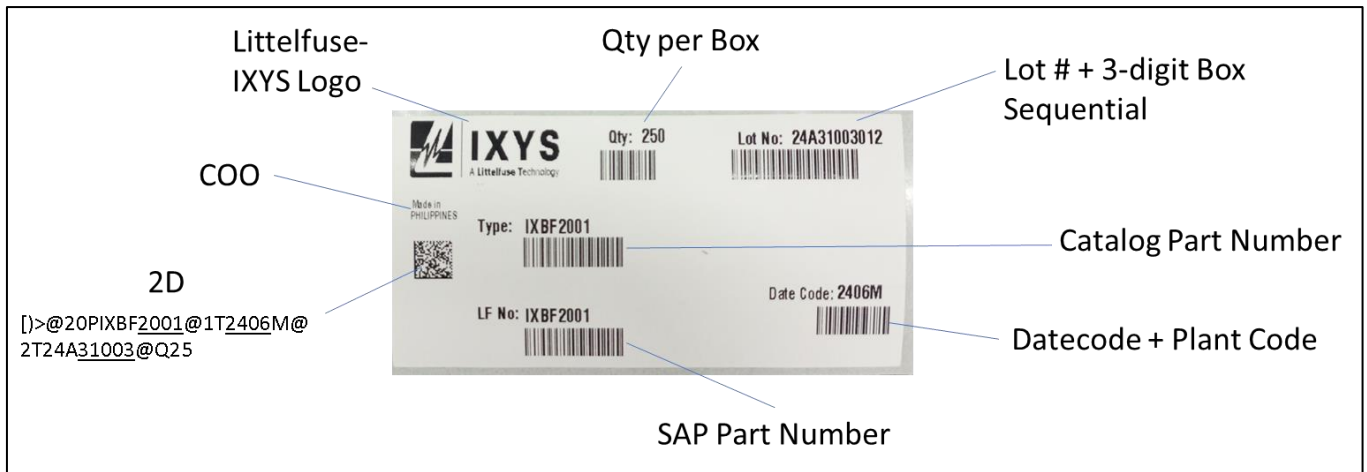 Littelfuse-
IXYS Logo
Qty per Box
Lot # + 3-digit Box
Sequential
IXYS
A Littelfuse Technology
Qty: 250
Lot No: 24A31003012
COO
Made in
PHILIPPINES
Type: IXBF2001
Catalog Part Number
2D
[)>@20PIXBF2001@1T2406M@
2T24A31003@Q25
Date Code: 2406M
LF No: IXBF2001
Datecode + Plant Code
SAP Part Number